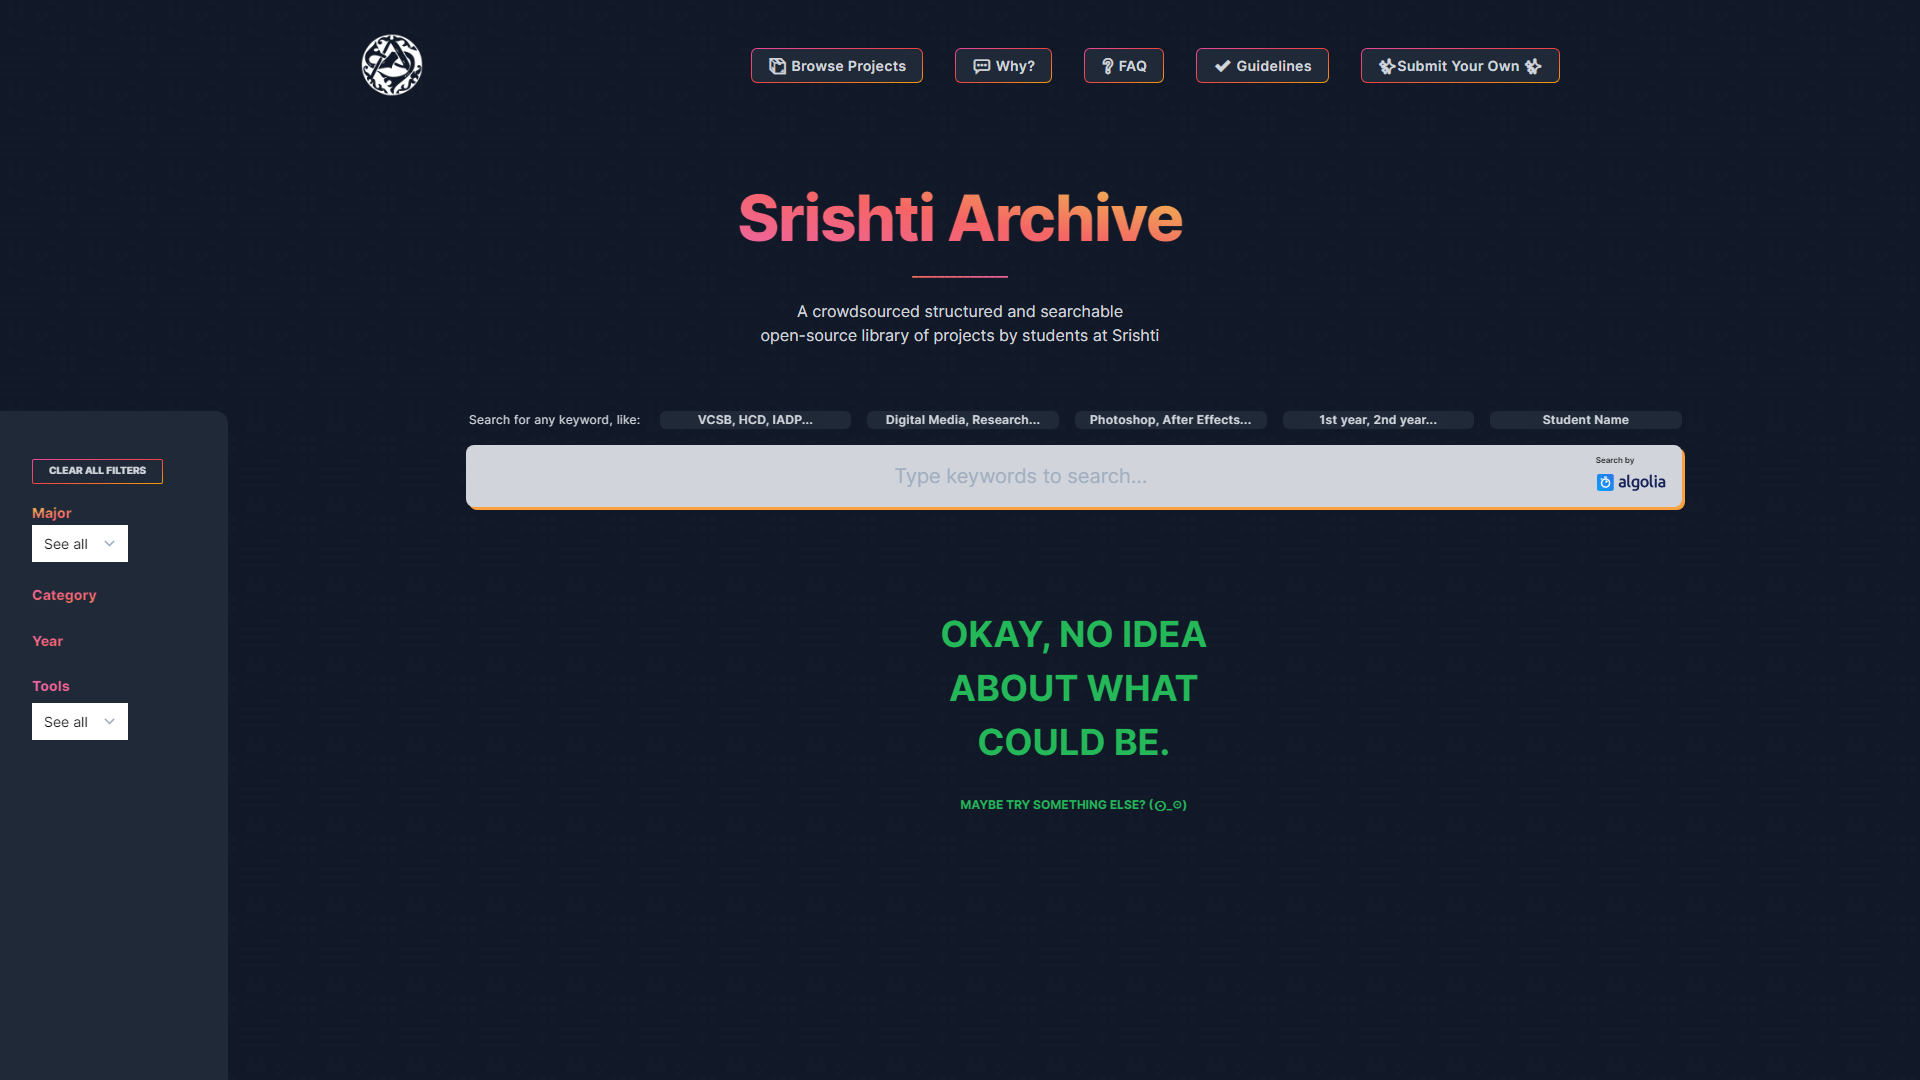 Browse Projects
Why?
FAQ
Guidelines
Submit Your Own
Srishti Archive
A crowdsourced structured and searchable
open-source library of projects by students at Srishti
Search for any keyword, like:
VCSB, HCD, IADP...
Digital Media, Research...
Photoshop, After Effects...
1st year, 2nd year...
Student Name
Type keywords to search...
Search by
algolia
CLEAR ALL FILTERS
Major
See all
Category
Year
Tools
See all
OKAY, NO IDEA
ABOUT WHAT
COULD BE.
MAYBE TRY SOMETHING ELSE? (⊙_☉)